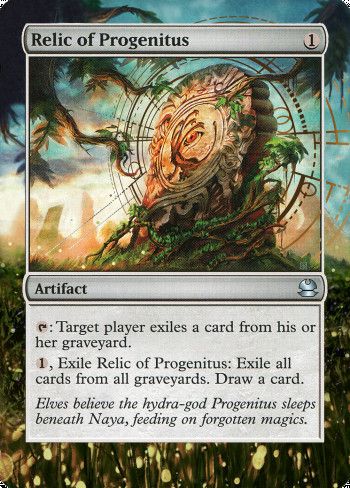 Relic of Progenitus 1
Artifact
: Target player exiles a card from his or
her graveyard.
1, Exile Relic of Progenitus: Exile all
cards from all graveyards. Draw a card.
Elves believe the hydra-god Progenitus sleeps
beneath Naya, feeding on forgotten magics.